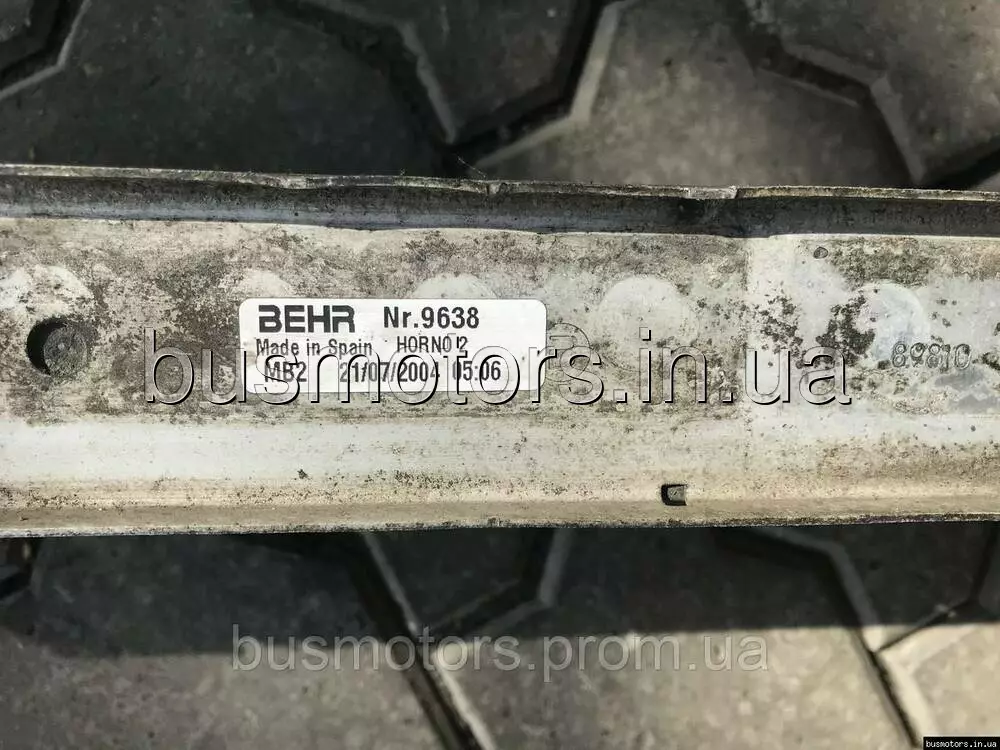 BEHR Nr.9638
Made in Spain HORNO!2
MB2 21/07/2004 05:06
busmotors.in.ua
busmotors.prom.ua
busmotors.in.ua